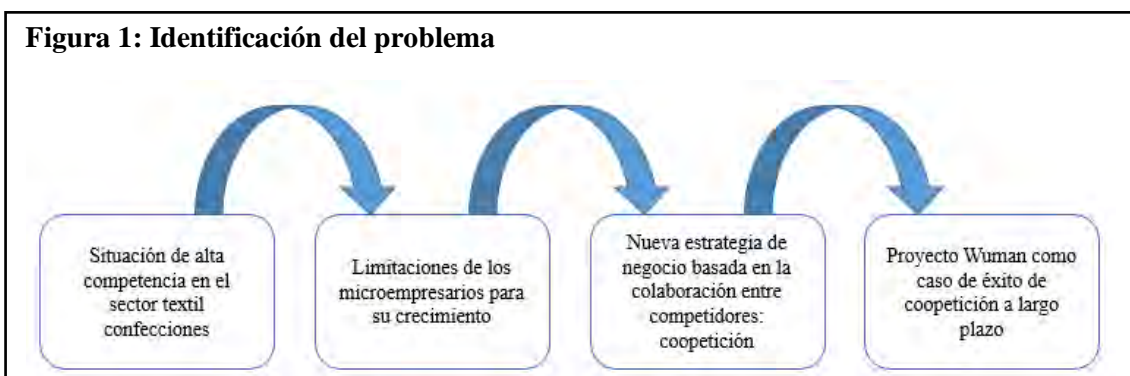 Figura 1: Identificación del problema
Situación de alta
competencia en el
sector textil
confecciones
Limitaciones de los
microempresarios para
su crecimiento
Nueva estrategia de
negocio basada en la
colaboración entre
competidores:
coopetición
Proyecto Wuman como
caso de éxito de
coopetición a largo
plazo